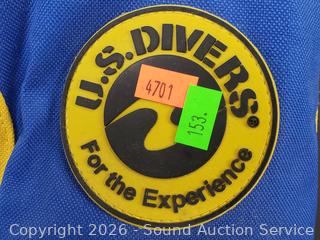 U.S.DIVERS®
4701
153.
For the Experience
Copyright 2026 - Sound Auction Service